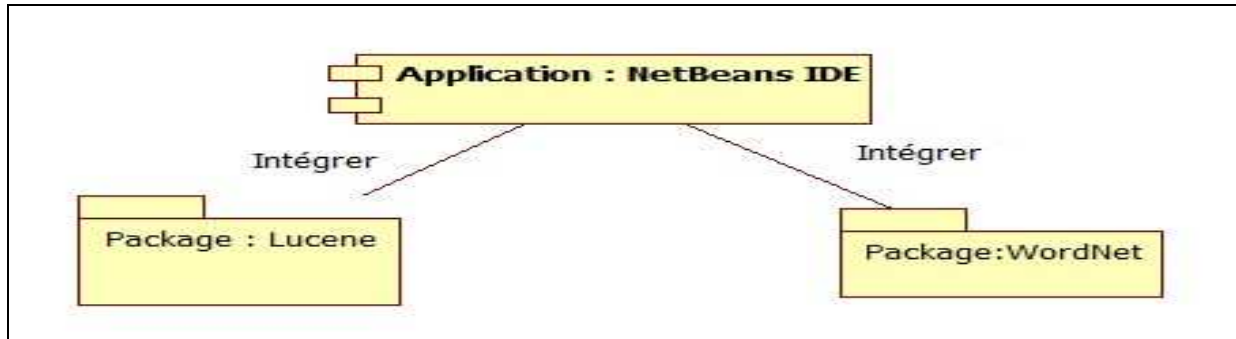 Application : NetBeans IDE
Intégrer
Intégrer
Package : Lucene
Package:WordNet